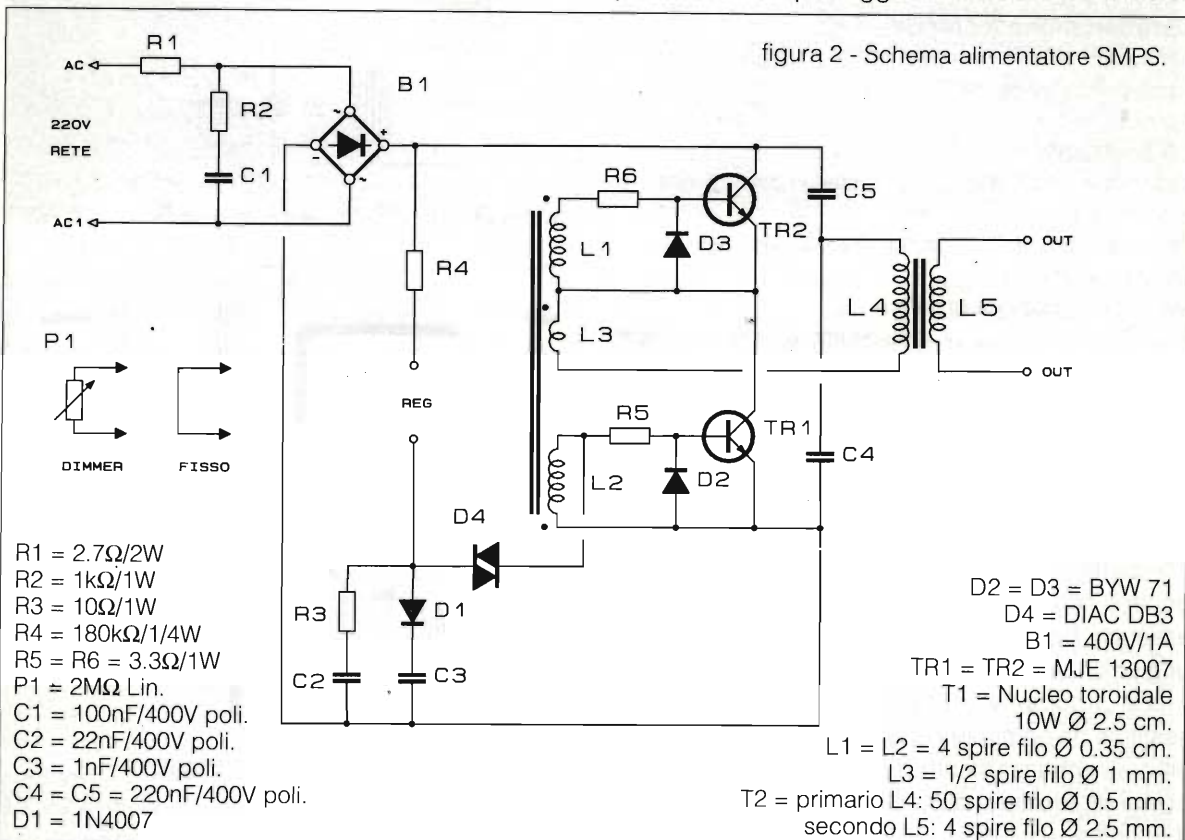 figura 2 - Schema alimentatore SMPS.
R1
AC
B1
R2
220V
RETE
C1
AC1
R6
C5
TR2
L1
D3
R4
L3
L4
L5
OUT
OUT
P1
REG
R5
TR1
C4
DIMMER
FISSO
L2
D2
D4
R3
D1
C2
C3
R1 = 2.7Ω/2W
R2 = 1kΩ/1W
R3 = 10Ω/1W
R4 = 180kΩ/1/4W
R5 = R6 = 3.3Ω/1W
P1 = 2MΩ Lin.
C1 = 100nF/400V poli.
C2 = 22nF/400V poli.
C3 = 1nF/400V poli.
C4 = C5 = 220nF/400V poli.
D1 = 1N4007
D2 = D3 = BYW 71
D4 = DIAC DB3
B1 = 400V/1A
TR1 = TR2 = MJE 13007
T1 = Nucleo toroidale
10W Ø 2.5 cm.
L1 = L2 = 4 spire filo Ø 0.35 cm.
L3 = 1/2 spire filo Ø 1 mm.
T2 = primario L4: 50 spire filo Ø 0.5 mm.
secondo L5: 4 spire filo Ø 2.5 mm.